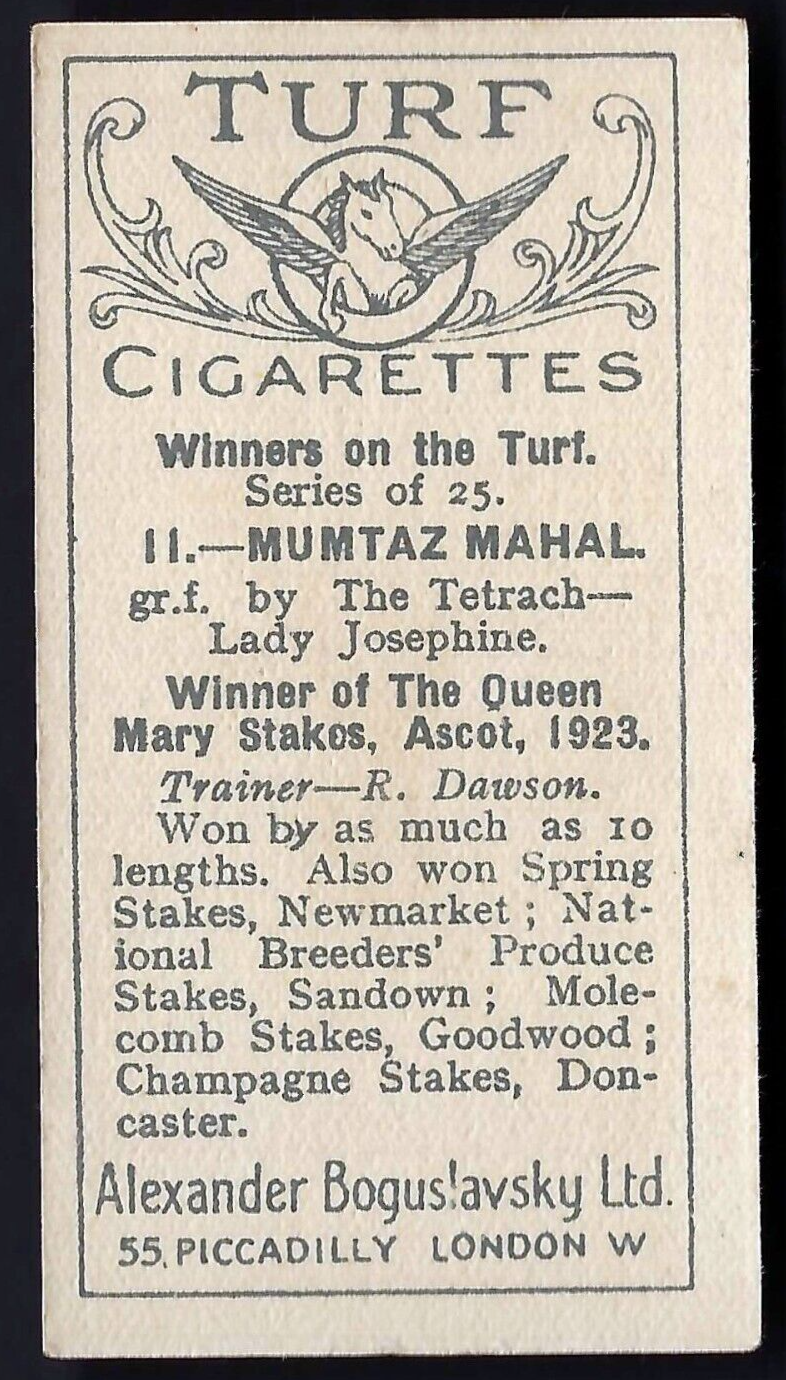 TURF
CIGARETTES
Winners on the Turf.
Series of 25.
11.—MUMTAZ MAHAL.
gr.f. by The Tetrach—
Lady Josephine.
Winner of The Queen
Mary Stakes, Ascot, 1923.
Trainer—R. Dawson.
Won by as much as 10
lengths. Also won Spring
Stakes, Newmarket ; Nat-
ional Breeders' Produce
Stakes, Sandown ; Mole-
comb Stakes, Goodwood ;
Champagne Stakes, Don-
caster.
Alexander Boguslavsky Ltd.
55, PICCADILLY LONDON W